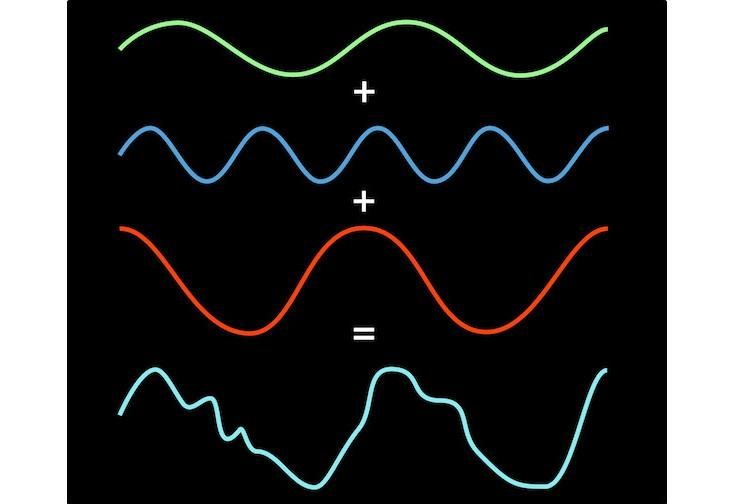 +
+
=